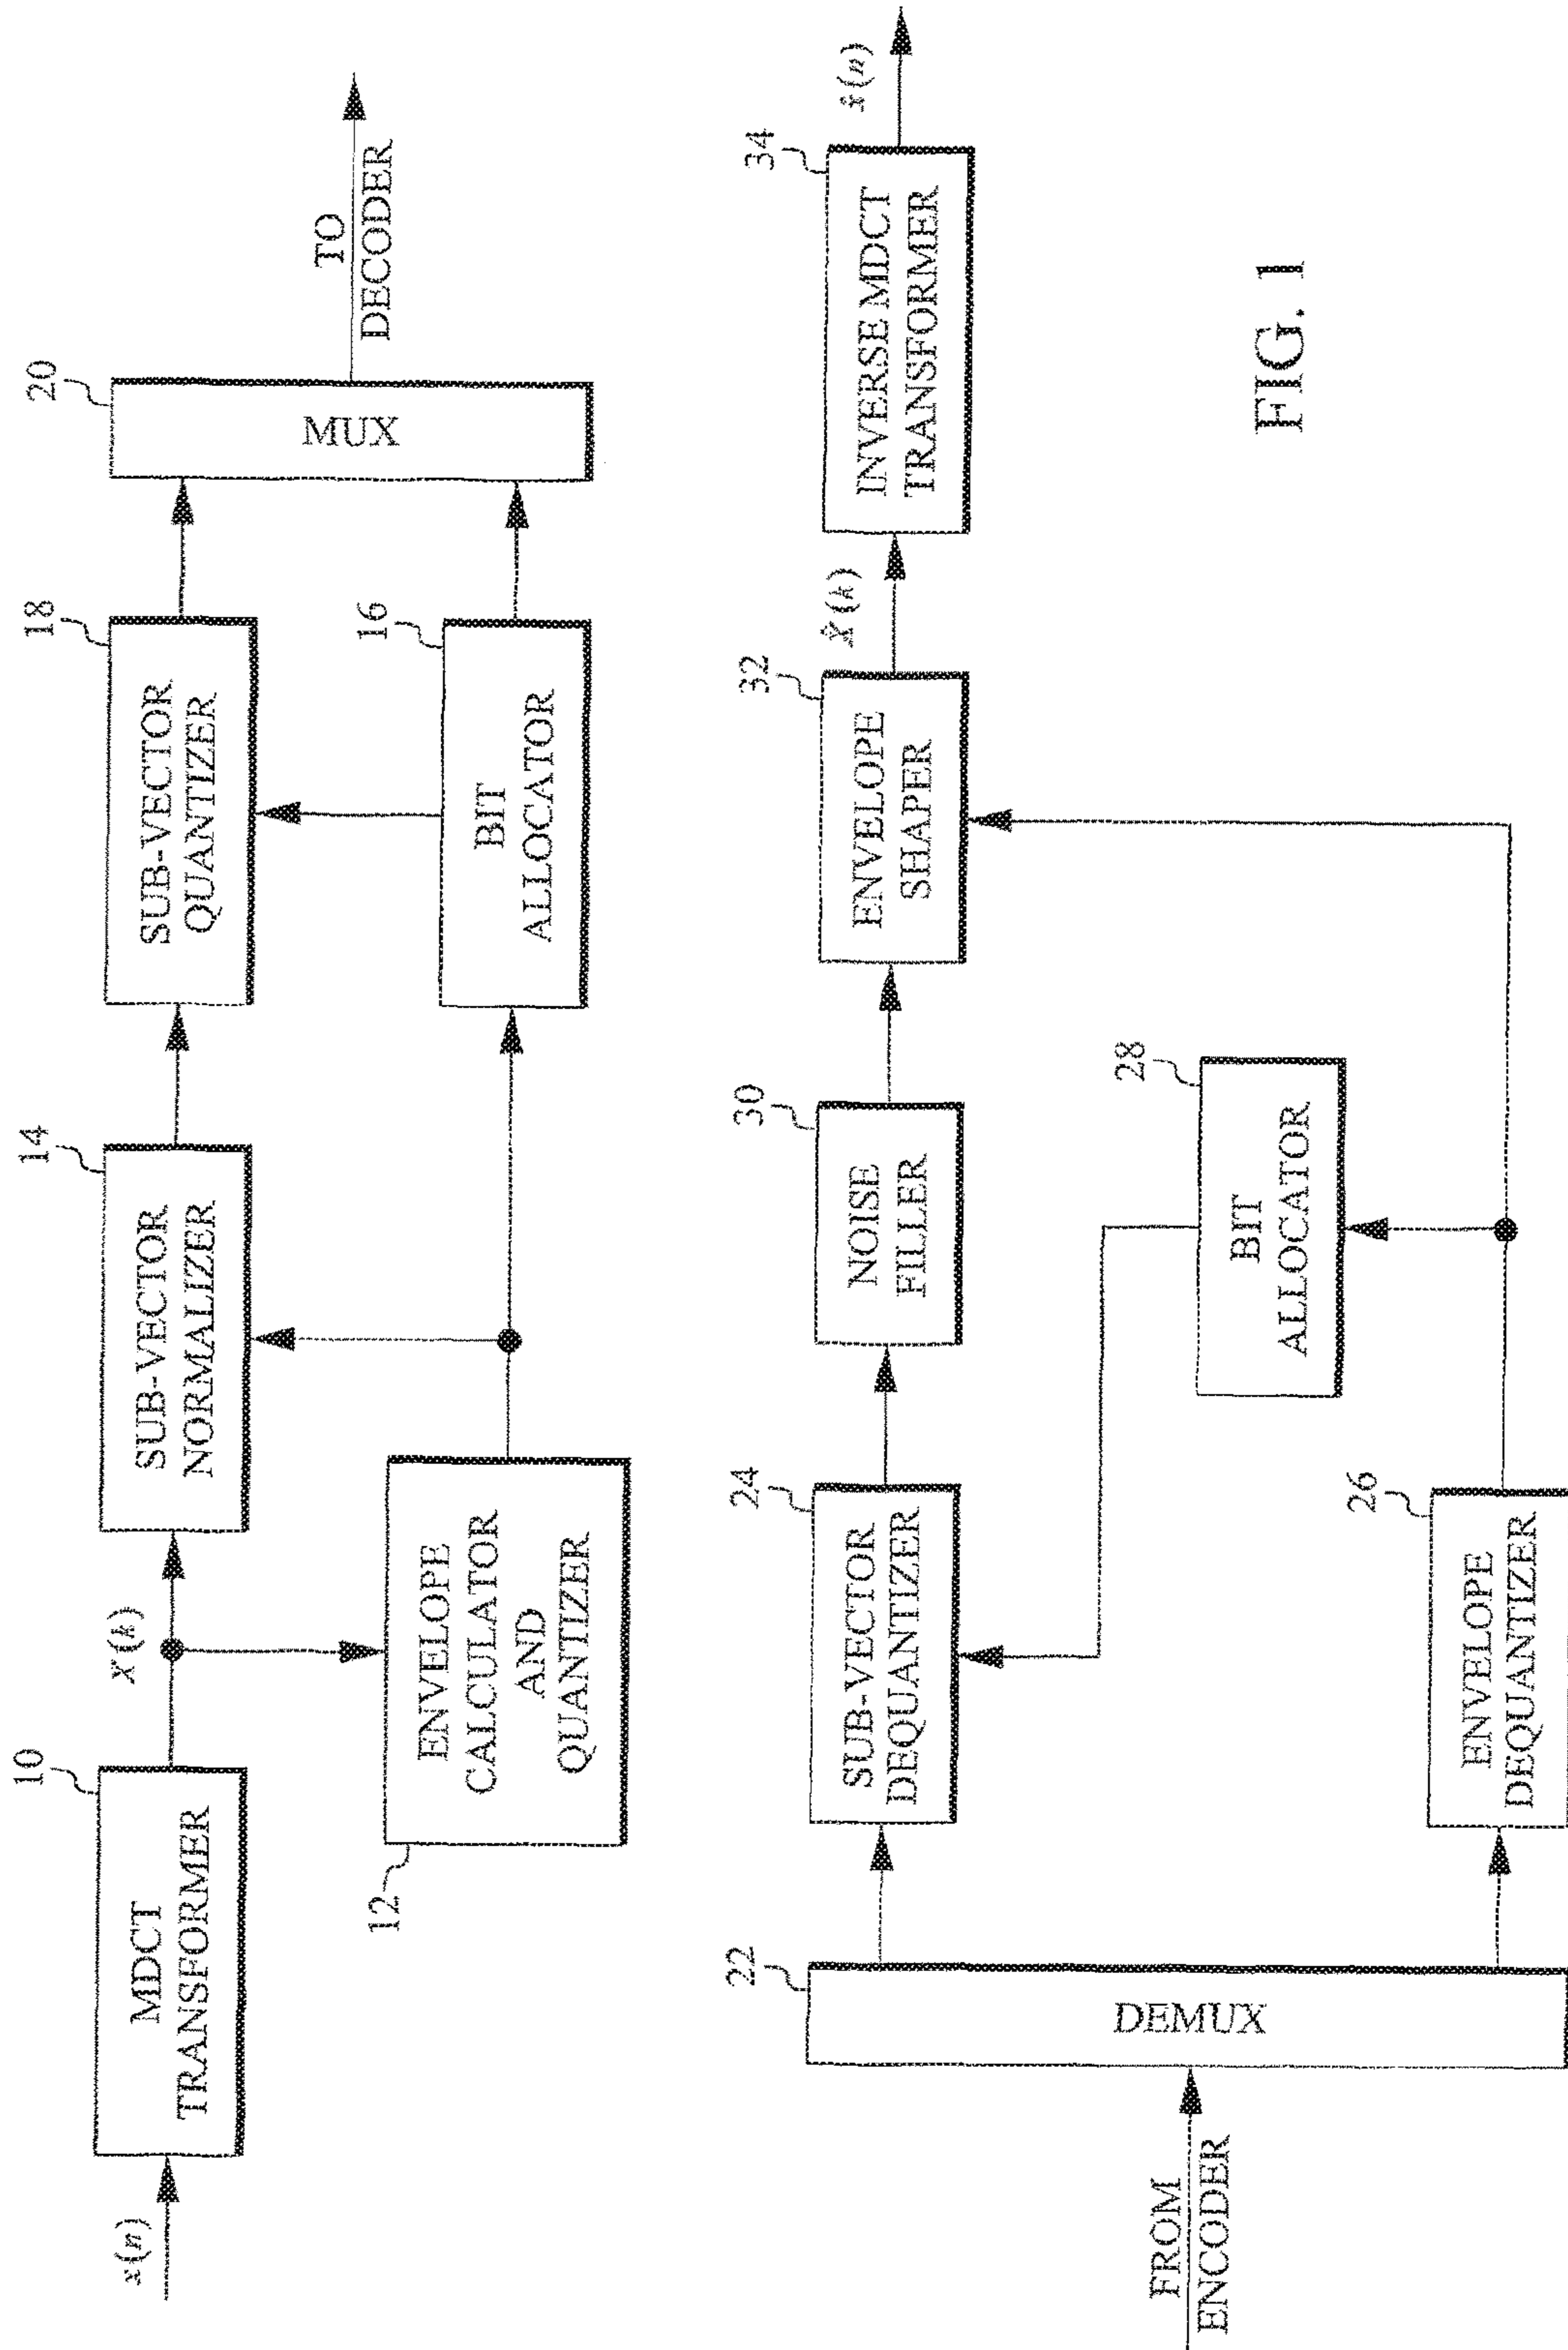 x(n)
10
MDCT
TRANSFORMER
X(k)
14
SUB-VECTOR
NORMALIZER
18
SUB-VECTOR
QUANTIZER
20
MUX
TO
DECODER
12
ENVELOPE
CALCULATOR
AND
QUANTIZER
16
BIT
ALLOCATOR
FROM
ENCODER
22
DEMUX
24
SUB-VECTOR
DEQUANTIZER
30
NOISE
FILLER
32
ENVELOPE
SHAPER
X̂(k)
34
INVERSE MDCT
TRANSFORMER
x̂(n)
26
ENVELOPE
DEQUANTIZER
28
BIT
ALLOCATOR
FIG. 1